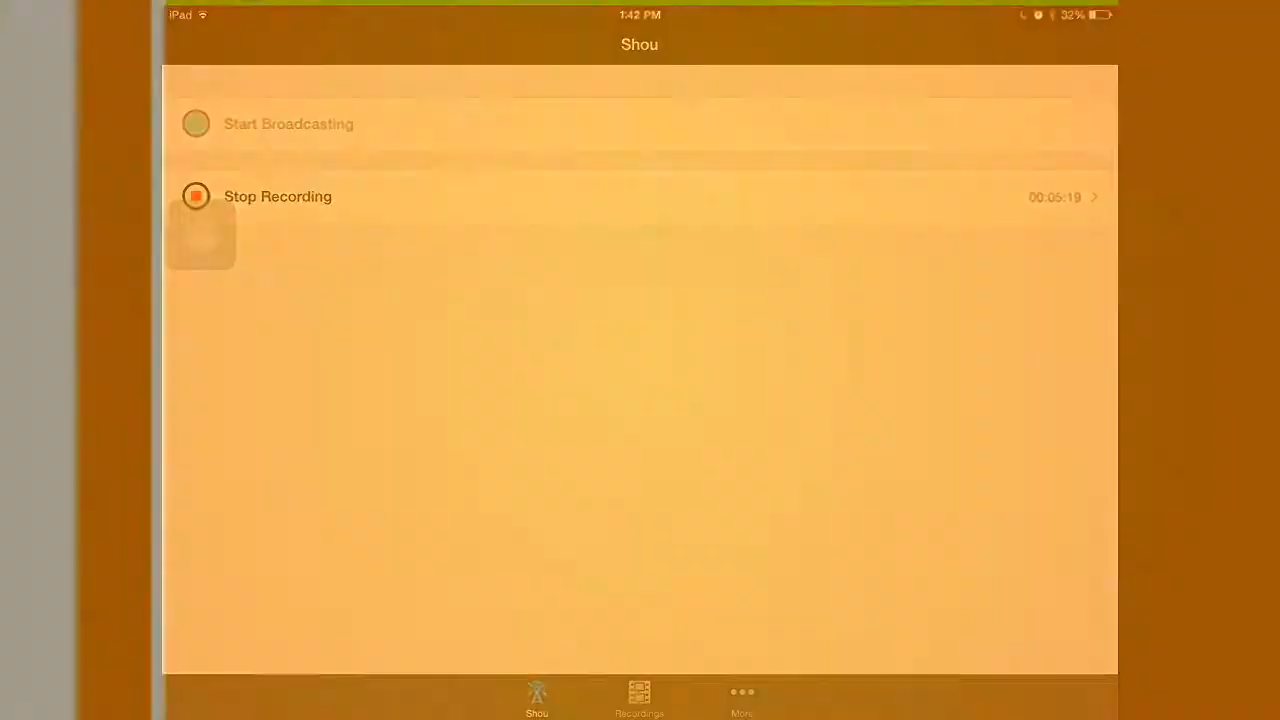 iPad 1:42 PM 32%
Shou
Start Broadcasting
Stop Recording 00:05:19
Shou Recordings More